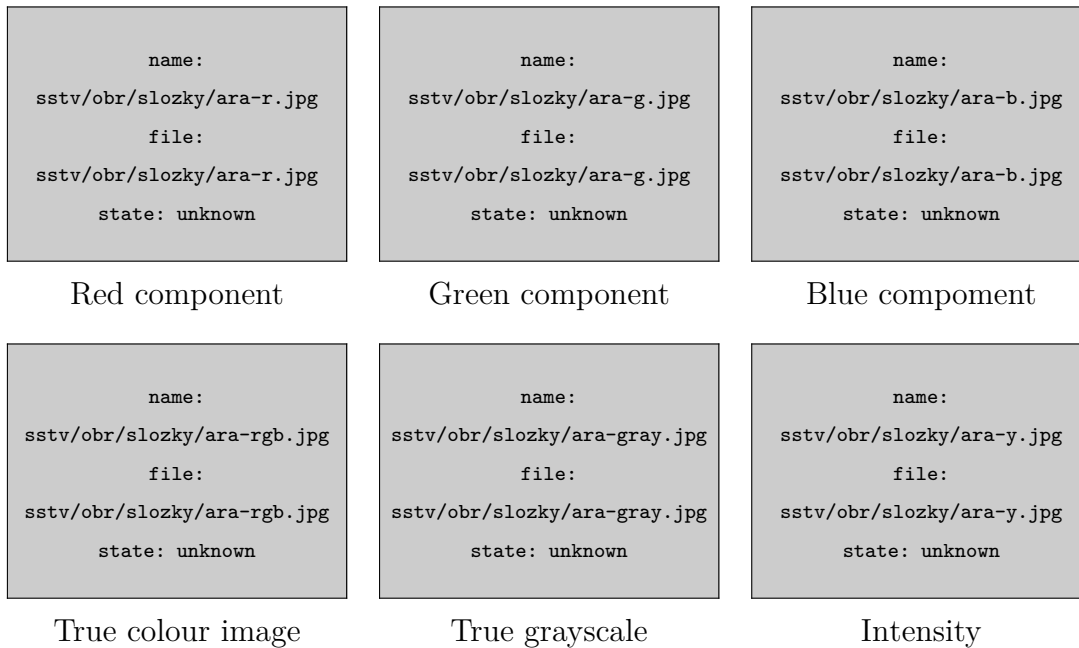 name:
sstv/obr/slozky/ara-r.jpg
file:
sstv/obr/slozky/ara-r.jpg
state: unknown
Red component
name:
sstv/obr/slozky/ara-g.jpg
file:
sstv/obr/slozky/ara-g.jpg
state: unknown
Green component
name:
sstv/obr/slozky/ara-b.jpg
file:
sstv/obr/slozky/ara-b.jpg
state: unknown
Blue compoment
name:
sstv/obr/slozky/ara-rgb.jpg
file:
sstv/obr/slozky/ara-rgb.jpg
state: unknown
True colour image
name:
sstv/obr/slozky/ara-gray.jpg
file:
sstv/obr/slozky/ara-gray.jpg
state: unknown
True grayscale
name:
sstv/obr/slozky/ara-y.jpg
file:
sstv/obr/slozky/ara-y.jpg
state: unknown
Intensity